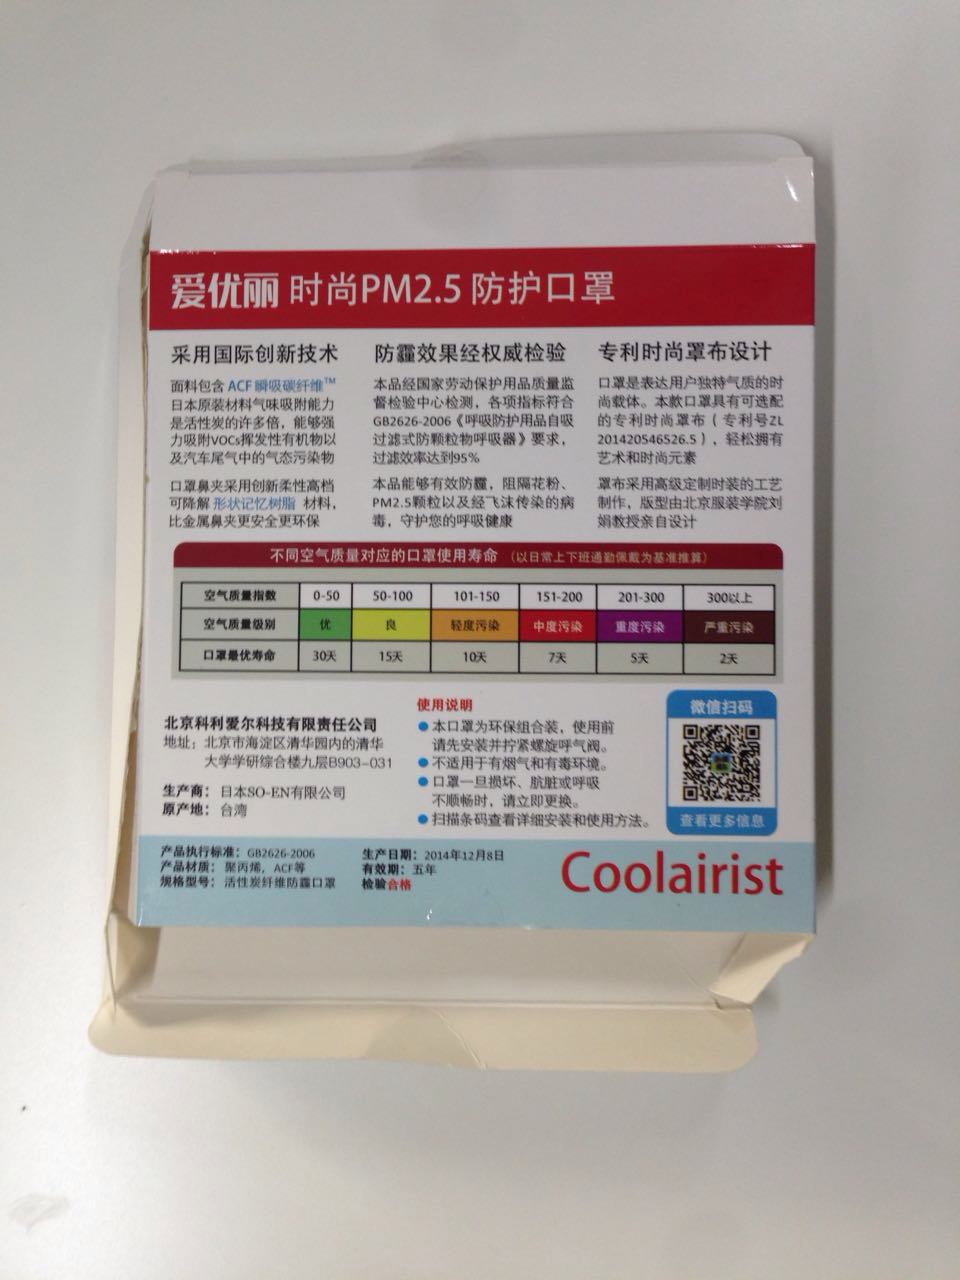 爱优丽 时尚PM2.5 防护口罩
采用国际创新技术
面料包含 ACF 瞬吸碳纤维™
日本原装材料气味吸附能力
是活性炭的许多倍，能够强
力吸附VOCs挥发性有机物以
及汽车尾气中的气态污染物
口罩鼻夹采用创新柔性高档
可降解 形状记忆树脂 材料，
比金属鼻夹更安全更环保
防霾效果经权威检验
本品经国家劳动保护用品质量监
督检验中心检测，各项指标符合
GB2626-2006《呼吸防护用品自吸
过滤式防颗粒物呼吸器》要求，
过滤效率达到95%
本品能够有效防霾，阻隔花粉、
PM2.5颗粒以及经飞沫传染的病
毒，守护您的呼吸健康
专利时尚罩布设计
口罩是表达用户独特气质的时
尚载体。本款口罩具有可选配
的专利时尚罩布（专利号ZL
201420546526.5），轻松拥有
艺术和时尚元素
罩布采用高级定制时装的工艺
制作，版型由北京服装学院刘
娟教授亲自设计
不同空气质量对应的口罩使用寿命 （以日常上下班通勤佩戴为基准推算）
空气质量指数 0-50 50-100 101-150 151-200 201-300 300以上
空气质量级别 优 良 轻度污染 中度污染 重度污染 严重污染
口罩最优寿命 30天 15天 10天 7天 5天 2天
北京科利爱尔科技有限责任公司
地址：北京市海淀区清华园内的清华
大学学研综合楼九层B903-031
生产商：日本SO-EN有限公司
原产地：台湾
使用说明
●本口罩为环保组合装，使用前
请先安装并拧紧螺旋呼气阀。
●不适用于有烟气和有毒环境。
●口罩一旦损坏、肮脏或呼吸
不顺畅时，请立即更换。
●扫描条码查看详细安装和使用方法。
微信扫码
查看更多信息
产品执行标准：GB2626-2006
产品材质：聚丙烯，ACF等
规格型号：活性炭纤维防霾口罩
生产日期：2014年12月8日
有效期：五年
检验合格
Coolairist